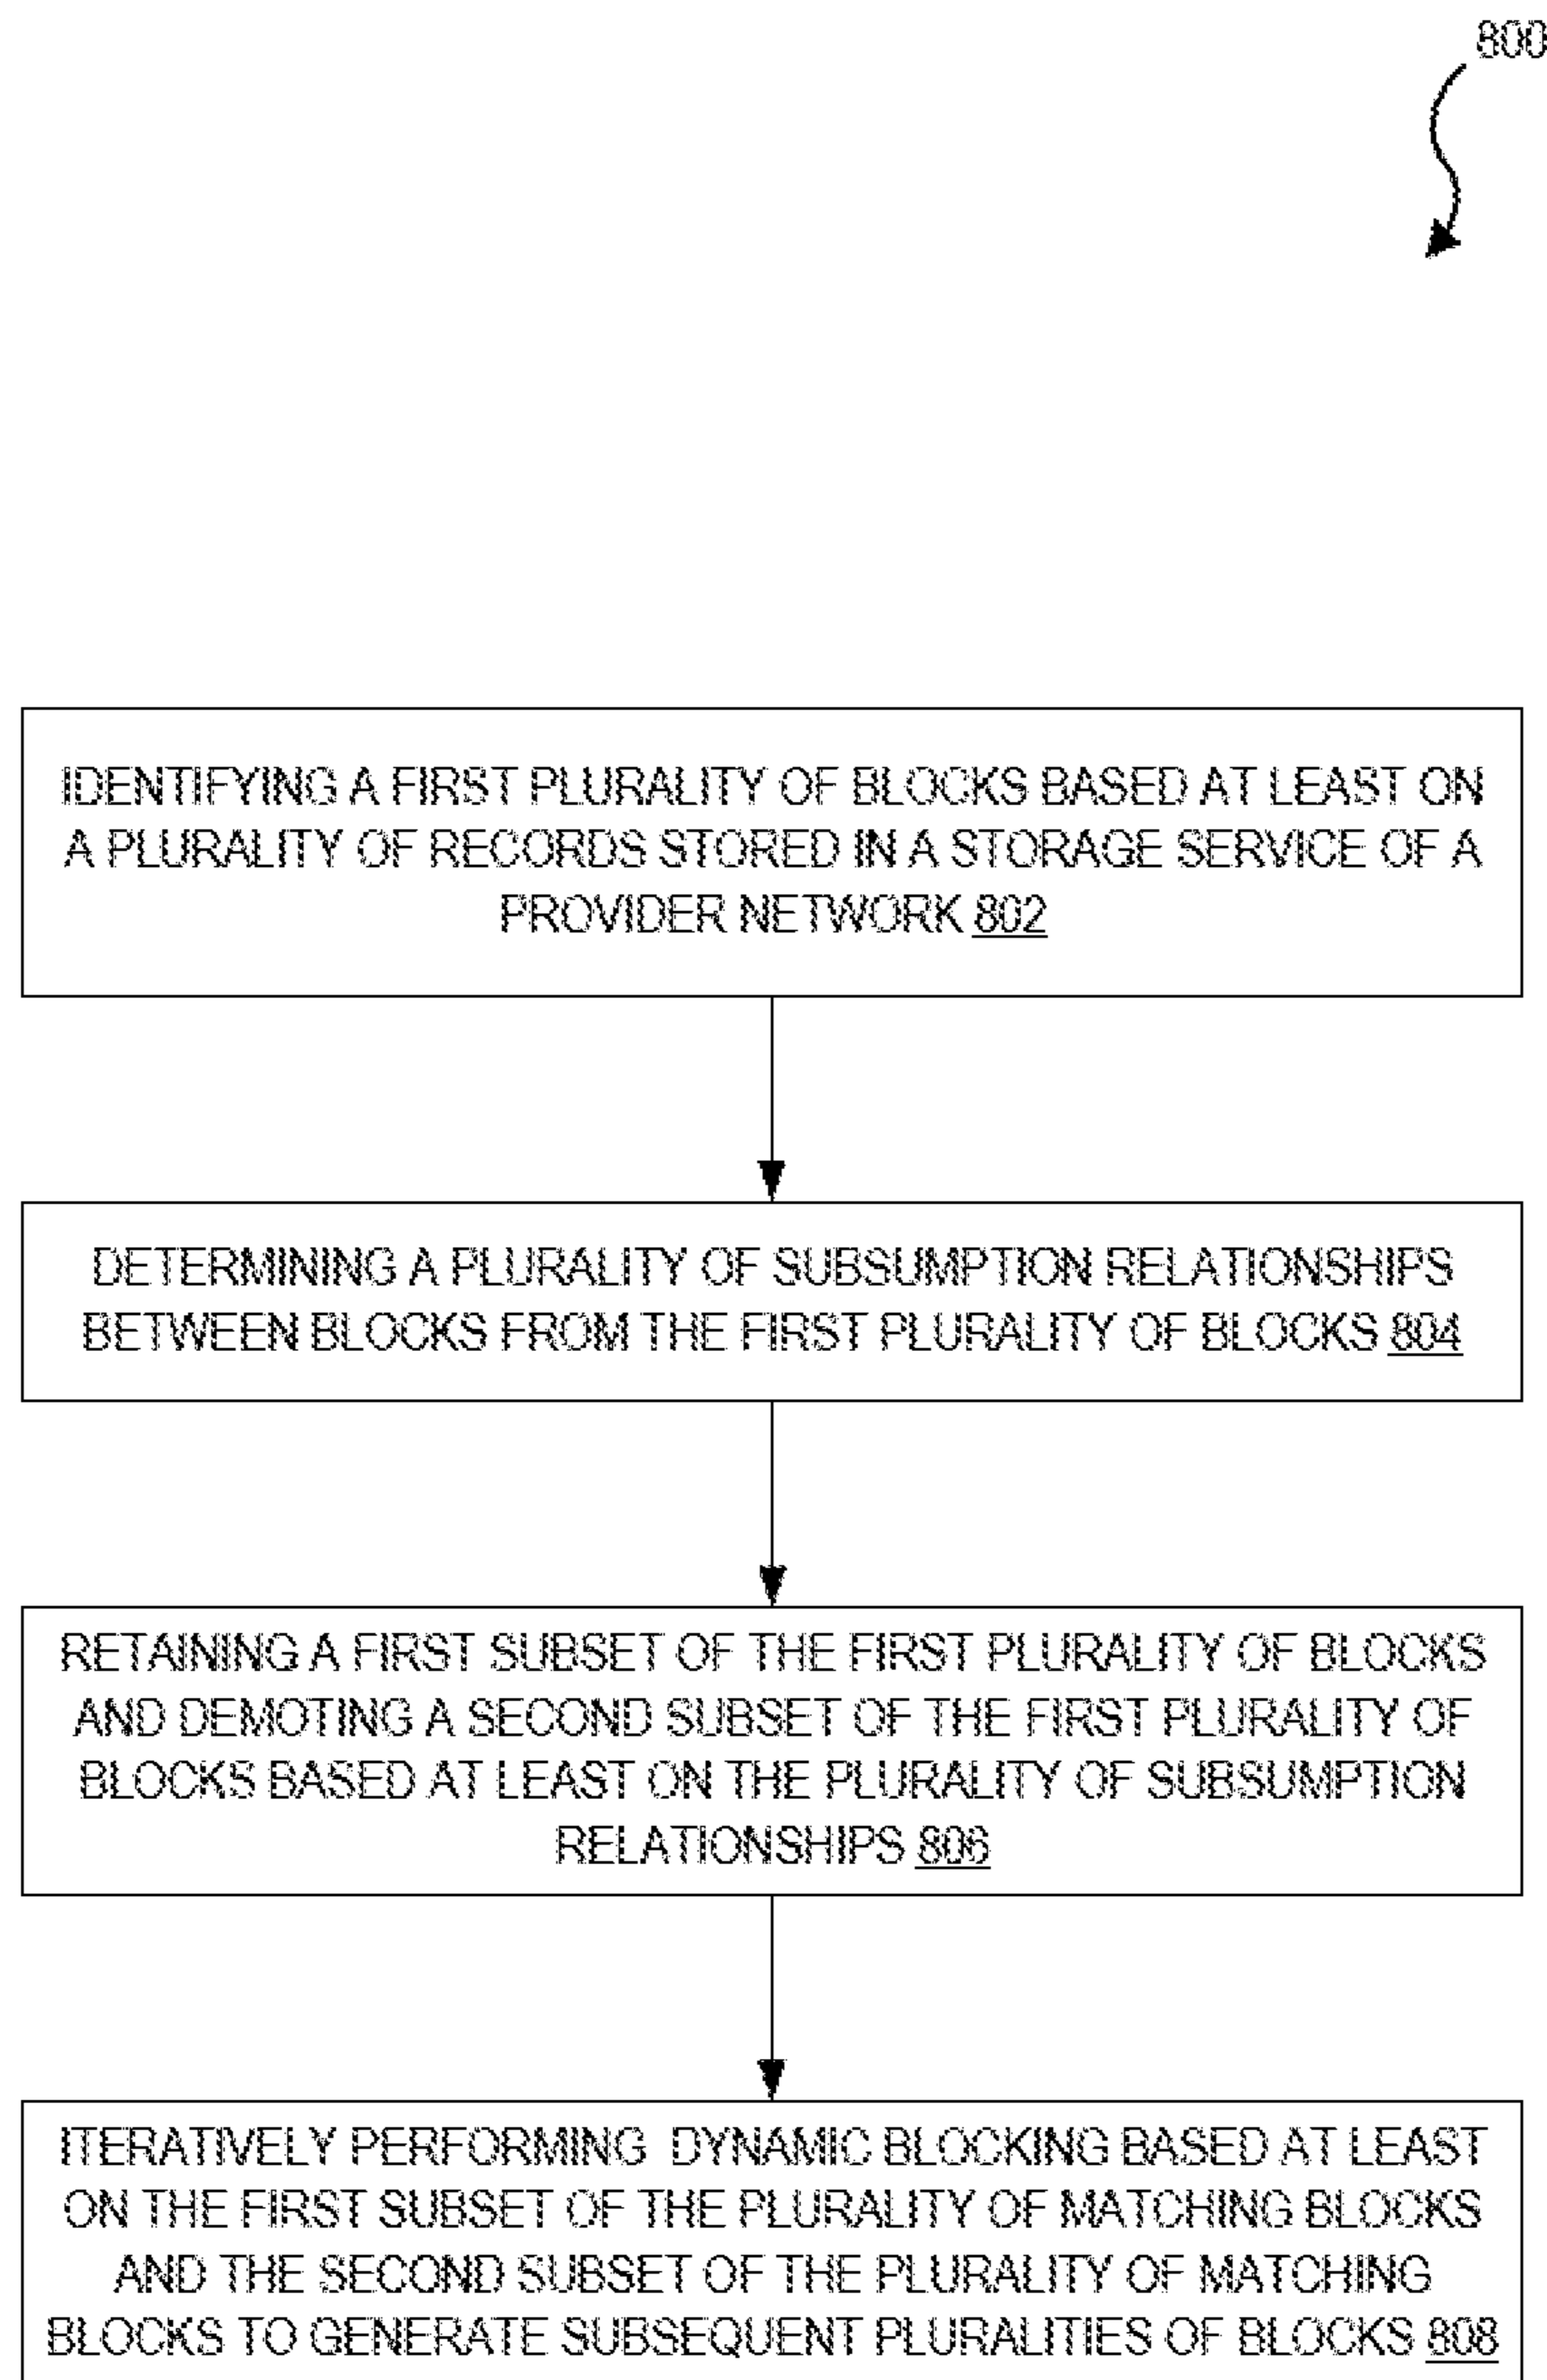 800
IDENTIFYING A FIRST PLURALITY OF BLOCKS BASED AT LEAST ON
A PLURALITY OF RECORDS STORED IN A STORAGE SERVICE OF A
PROVIDER NETWORK 802
DETERMINING A PLURALITY OF SUBSUMPTION RELATIONSHIPS
BETWEEN BLOCKS FROM THE FIRST PLURALITY OF BLOCKS 804
RETAINING A FIRST SUBSET OF THE FIRST PLURALITY OF BLOCKS
AND DEMOTING A SECOND SUBSET OF THE FIRST PLURALITY OF
BLOCKS BASED AT LEAST ON THE PLURALITY OF SUBSUMPTION
RELATIONSHIPS 806
ITERATIVELY PERFORMING DYNAMIC BLOCKING BASED AT LEAST
ON THE FIRST SUBSET OF THE PLURALITY OF MATCHING BLOCKS
AND THE SECOND SUBSET OF THE PLURALITY OF MATCHING
BLOCKS TO GENERATE SUBSEQUENT PLURALITIES OF BLOCKS 808